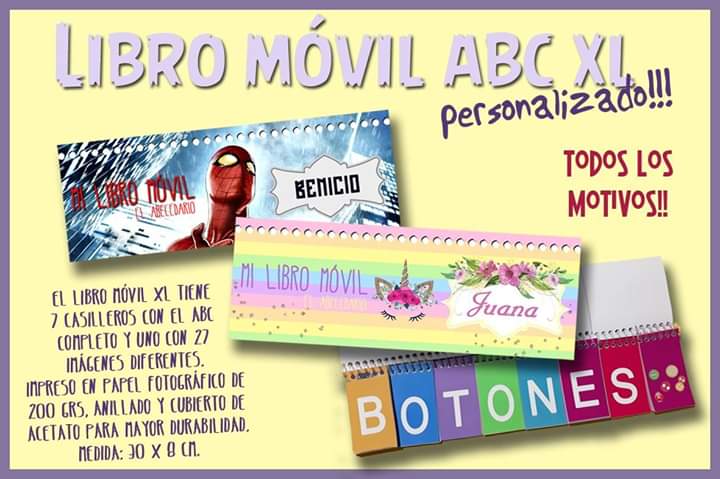 LIBRO MÓVIL ABC XL
personalizado!!!
TODOS LOS
MOTIVOS!!
MI LIBRO MÓVIL
EL ABECEDARIO
BENICIO
MI LIBRO MÓVIL
EL ABECEDARIO
Juana
EL LIBRO MÓVIL XL TIENE
7 CASILLEROS CON EL ABC
COMPLETO Y UNO CON 27
IMÁGENES DIFERENTES.
IMPRESO EN PAPEL FOTOGRÁFICO DE
200 GRS, ANILLADO Y CUBIERTO DE
ACETATO PARA MAYOR DURABILIDAD.
MEDIDA: 30 X 8 CM.
BOTONES